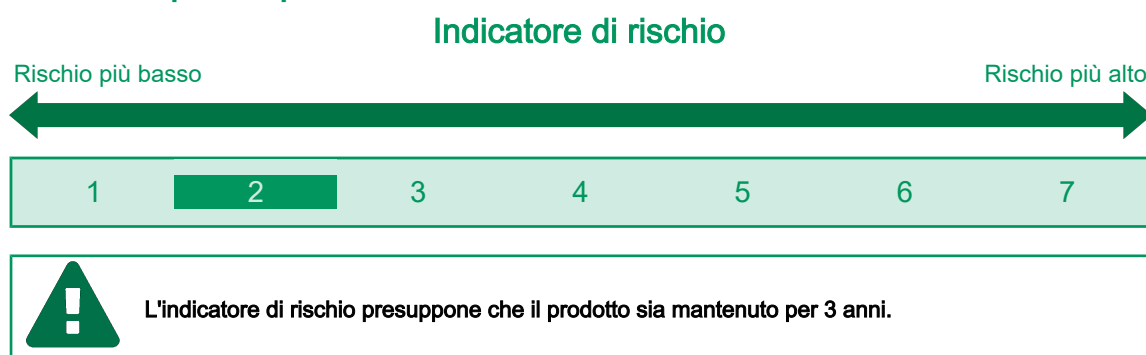 Indicatore di rischio
Rischio più basso Rischio più alto
1 2 3 4 5 6 7
L'indicatore di rischio presuppone che il prodotto sia mantenuto per 3 anni.